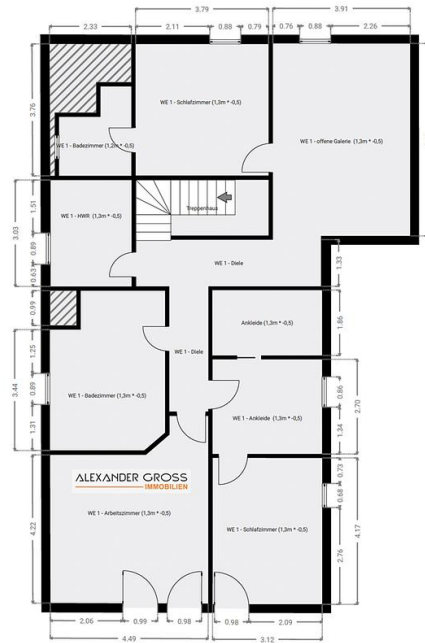 3.79
3.91
2.33
2.11
0.88
0.79
0.76
0.88
2.26
3.76
WE 1 - Schlafzimmer (1,3m * -0,5)
WE 1 - Badezimmer (1,3m * -0,5)
WE 1 - offene Galerie (1,3m * -0,5)
3.03
1.51
WE 1 - HWR (1,3m * -0,5)
Treppenhaus
0.89
0.63
WE 1 - Diele
1.33
0.99
Ankleide (1,3m * -0,5)
1.86
3.44
1.25
WE 1 - Diele
0.89
WE 1 - Badezimmer (1,3m * -0,5)
WE 1 - Ankleide (1,3m * -0,5)
0.86
2.70
1.31
1.34
ALEXANDER GROSS
IMMOBILIEN
0.73
0.68
4.22
WE 1 - Arbeitszimmer (1,3m * -0,5)
WE 1 - Schlafzimmer (1,3m * -0,5)
4.17
2.76
2.06
0.99
0.98
0.98
2.09
4.49
3.12